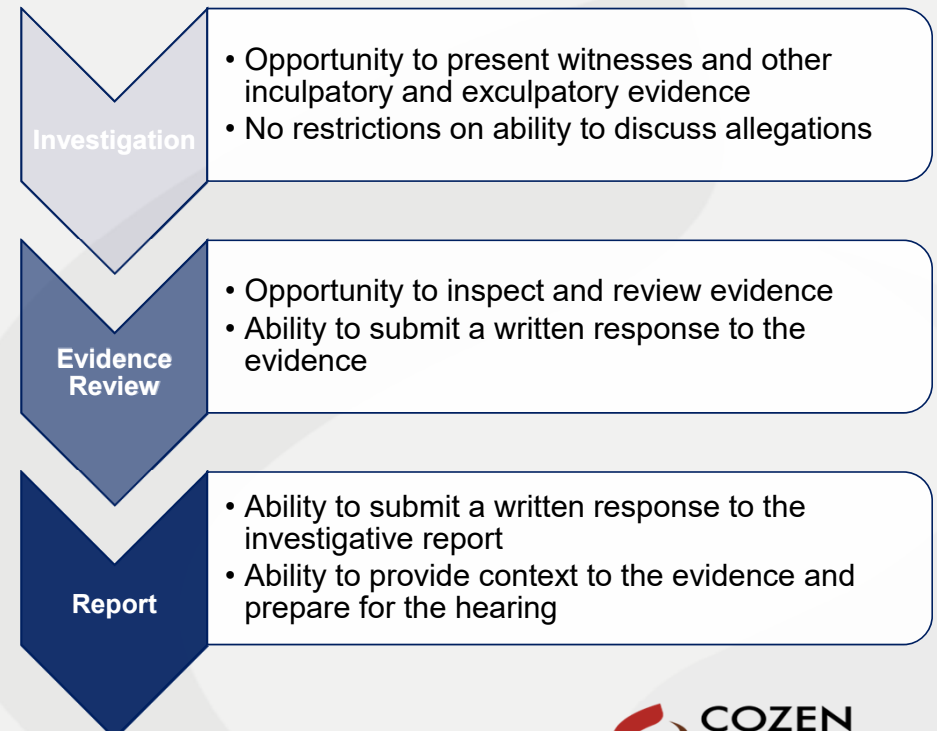 Investigation
• Opportunity to present witnesses and other
inculpatory and exculpatory evidence
• No restrictions on ability to discuss allegations
Evidence
Review
• Opportunity to inspect and review evidence
• Ability to submit a written response to the
evidence
Report
• Ability to submit a written response to the
investigative report
• Ability to provide context to the evidence and
prepare for the hearing
COZEN